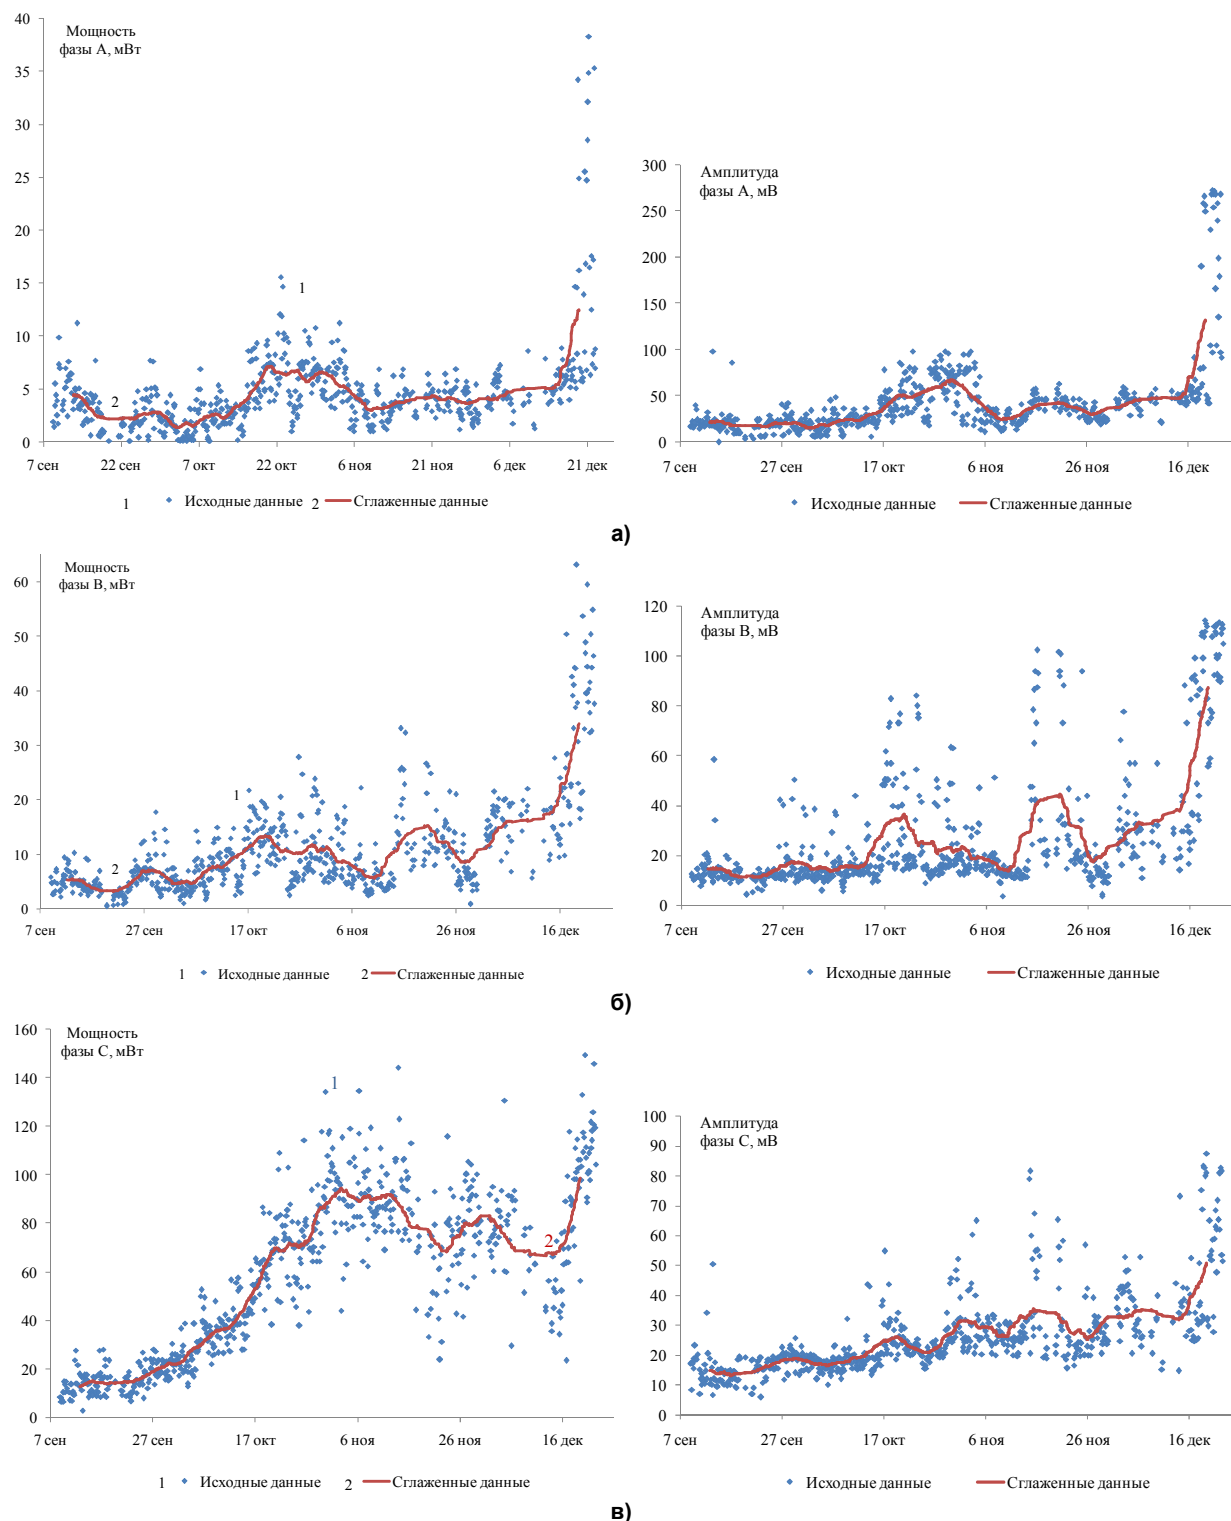 Мощность
фазы А, мВт
40
35
30
25
20
15
10
5
0
1
2
7 сен 22 сен 7 окт 22 окт 6 ноя 21 ноя 6 дек 21 дек
1 Исходные данные 2 Сглаженные данные
Амплитуда
фазы А, мВ
300
250
200
150
100
50
0
7 сен 27 сен 17 окт 6 ноя 26 ноя 16 дек
Исходные данные Сглаженные данные
а)
Мощность
фазы В, мВт
60
50
40
30
20
10
0
1
2
7 сен 27 сен 17 окт 6 ноя 26 ноя 16 дек
1 Исходные данные 2 Сглаженные данные
Амплитуда
фазы В, мВ
120
100
80
60
40
20
0
7 сен 27 сен 17 окт 6 ноя 26 ноя 16 дек
Исходные данные Сглаженные данные
б)
Мощность
фазы С, мВт
160
140
120
100
80
60
40
20
0
1
2
7 сен 27 сен 17 окт 6 ноя 26 ноя 16 дек
1 Исходные данные 2 Сглаженные данные
Амплитуда
фазы С, мВ
100
90
80
70
60
50
40
30
20
10
0
7 сен 27 сен 17 окт 6 ноя 26 ноя 16 дек
Исходные данные Сглаженные данные
в)